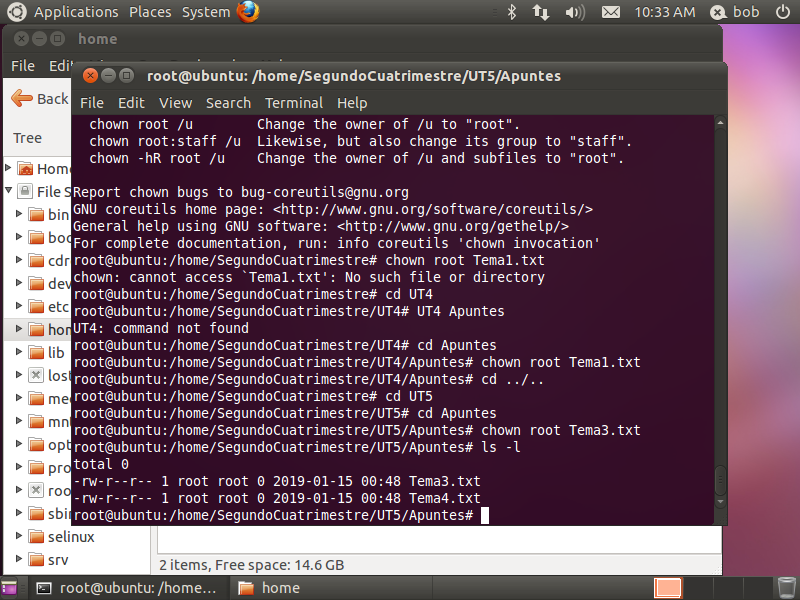 Applications Places System 10:33 AM bob
home
File Edit
root@ubuntu: /home/SegundoCuatrimestre/UT5/Apuntes
File Edit View Search Terminal Help
Back
Tree
Home
File S
bin
boo
cdr
dev
etc
hom
lib
lost
me
mn
opt
pro
roo
sbi
selinux
srv
chown root /u Change the owner of /u to "root".
chown root:staff /u Likewise, but also change its group to "staff".
chown -hR root /u Change the owner of /u and subfiles to "root".
Report chown bugs to bug-coreutils@gnu.org
GNU coreutils home page: <http://www.gnu.org/software/coreutils/>
General help using GNU software: <http://www.gnu.org/gethelp/>
For complete documentation, run: info coreutils 'chown invocation'
root@ubuntu:/home/SegundoCuatrimestre# chown root Tema1.txt
chown: cannot access `Tema1.txt': No such file or directory
root@ubuntu:/home/SegundoCuatrimestre# cd UT4
root@ubuntu:/home/SegundoCuatrimestre/UT4# UT4 Apuntes
UT4: command not found
root@ubuntu:/home/SegundoCuatrimestre/UT4# cd Apuntes
root@ubuntu:/home/SegundoCuatrimestre/UT4/Apuntes# chown root Tema1.txt
root@ubuntu:/home/SegundoCuatrimestre/UT4/Apuntes# cd ../..
root@ubuntu:/home/SegundoCuatrimestre# cd UT5
root@ubuntu:/home/SegundoCuatrimestre/UT5# cd Apuntes
root@ubuntu:/home/SegundoCuatrimestre/UT5/Apuntes# chown root Tema3.txt
root@ubuntu:/home/SegundoCuatrimestre/UT5/Apuntes# ls -l
total 0
-rw-r--r-- 1 root root 0 2019-01-15 00:48 Tema3.txt
-rw-r--r-- 1 root root 0 2019-01-15 00:48 Tema4.txt
root@ubuntu:/home/SegundoCuatrimestre/UT5/Apuntes#
2 items, Free space: 14.6 GB
root@ubuntu: /home... home